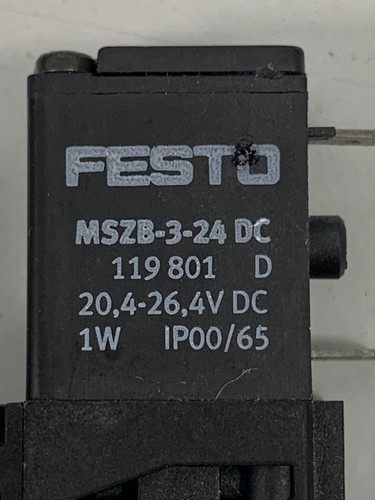 FESTO
MSZB-3-24 DC
119 801 D
20,4-26,4V DC
1W IP00/65